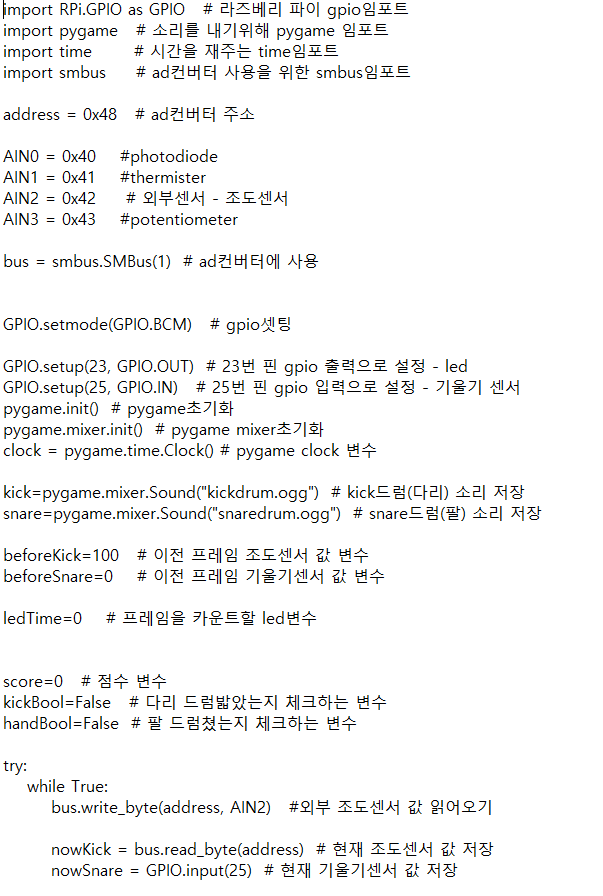 import RPi.GPIO as GPIO  # 라즈베리 파이 gpio임포트
import pygame  # 소리를 내기위해 pygame 임포트
import time  # 시간을 재주는 time임포트
import smbus  # ad컨버터 사용을 위한 smbus임포트
address = 0x48  # ad컨버터 주소
AIN0 = 0x40  #photodiode
AIN1 = 0x41  #thermister
AIN2 = 0x42  # 외부센서 - 조도센서
AIN3 = 0x43  #potentiometer
bus = smbus.SMBus(1)  # ad컨버터에 사용
GPIO.setmode(GPIO.BCM)  # gpio셋팅
GPIO.setup(23, GPIO.OUT)  # 23번 핀 gpio 출력으로 설정 - led
GPIO.setup(25, GPIO.IN)  # 25번 핀 gpio 입력으로 설정 - 기울기 센서
pygame.init()  # pygame초기화
pygame.mixer.init()  # pygame mixer초기화
clock = pygame.time.Clock() # pygame clock 변수
kick=pygame.mixer.Sound("kickdrum.ogg")  # kick드럼(다리) 소리 저장
snare=pygame.mixer.Sound("snaredrum.ogg")  # snare드럼(팔) 소리 저장
beforeKick=100  # 이전 프레임 조도센서 값 변수
beforeSnare=0  # 이전 프레임 기울기센서 값 변수
ledTime=0  # 프레임을 카운트할 led변수
score=0  # 점수 변수
kickBool=False  # 다리 드럼밟았는지 체크하는 변수
handBool=False  # 팔 드럼쳤는지 체크하는 변수
try:
    while True:
        bus.write_byte(address, AIN2)  #외부 조도센서 값 읽어오기
        nowKick = bus.read_byte(address)  # 현재 조도센서 값 저장
        nowSnare = GPIO.input(25)  # 현재 기울기센서 값 저장